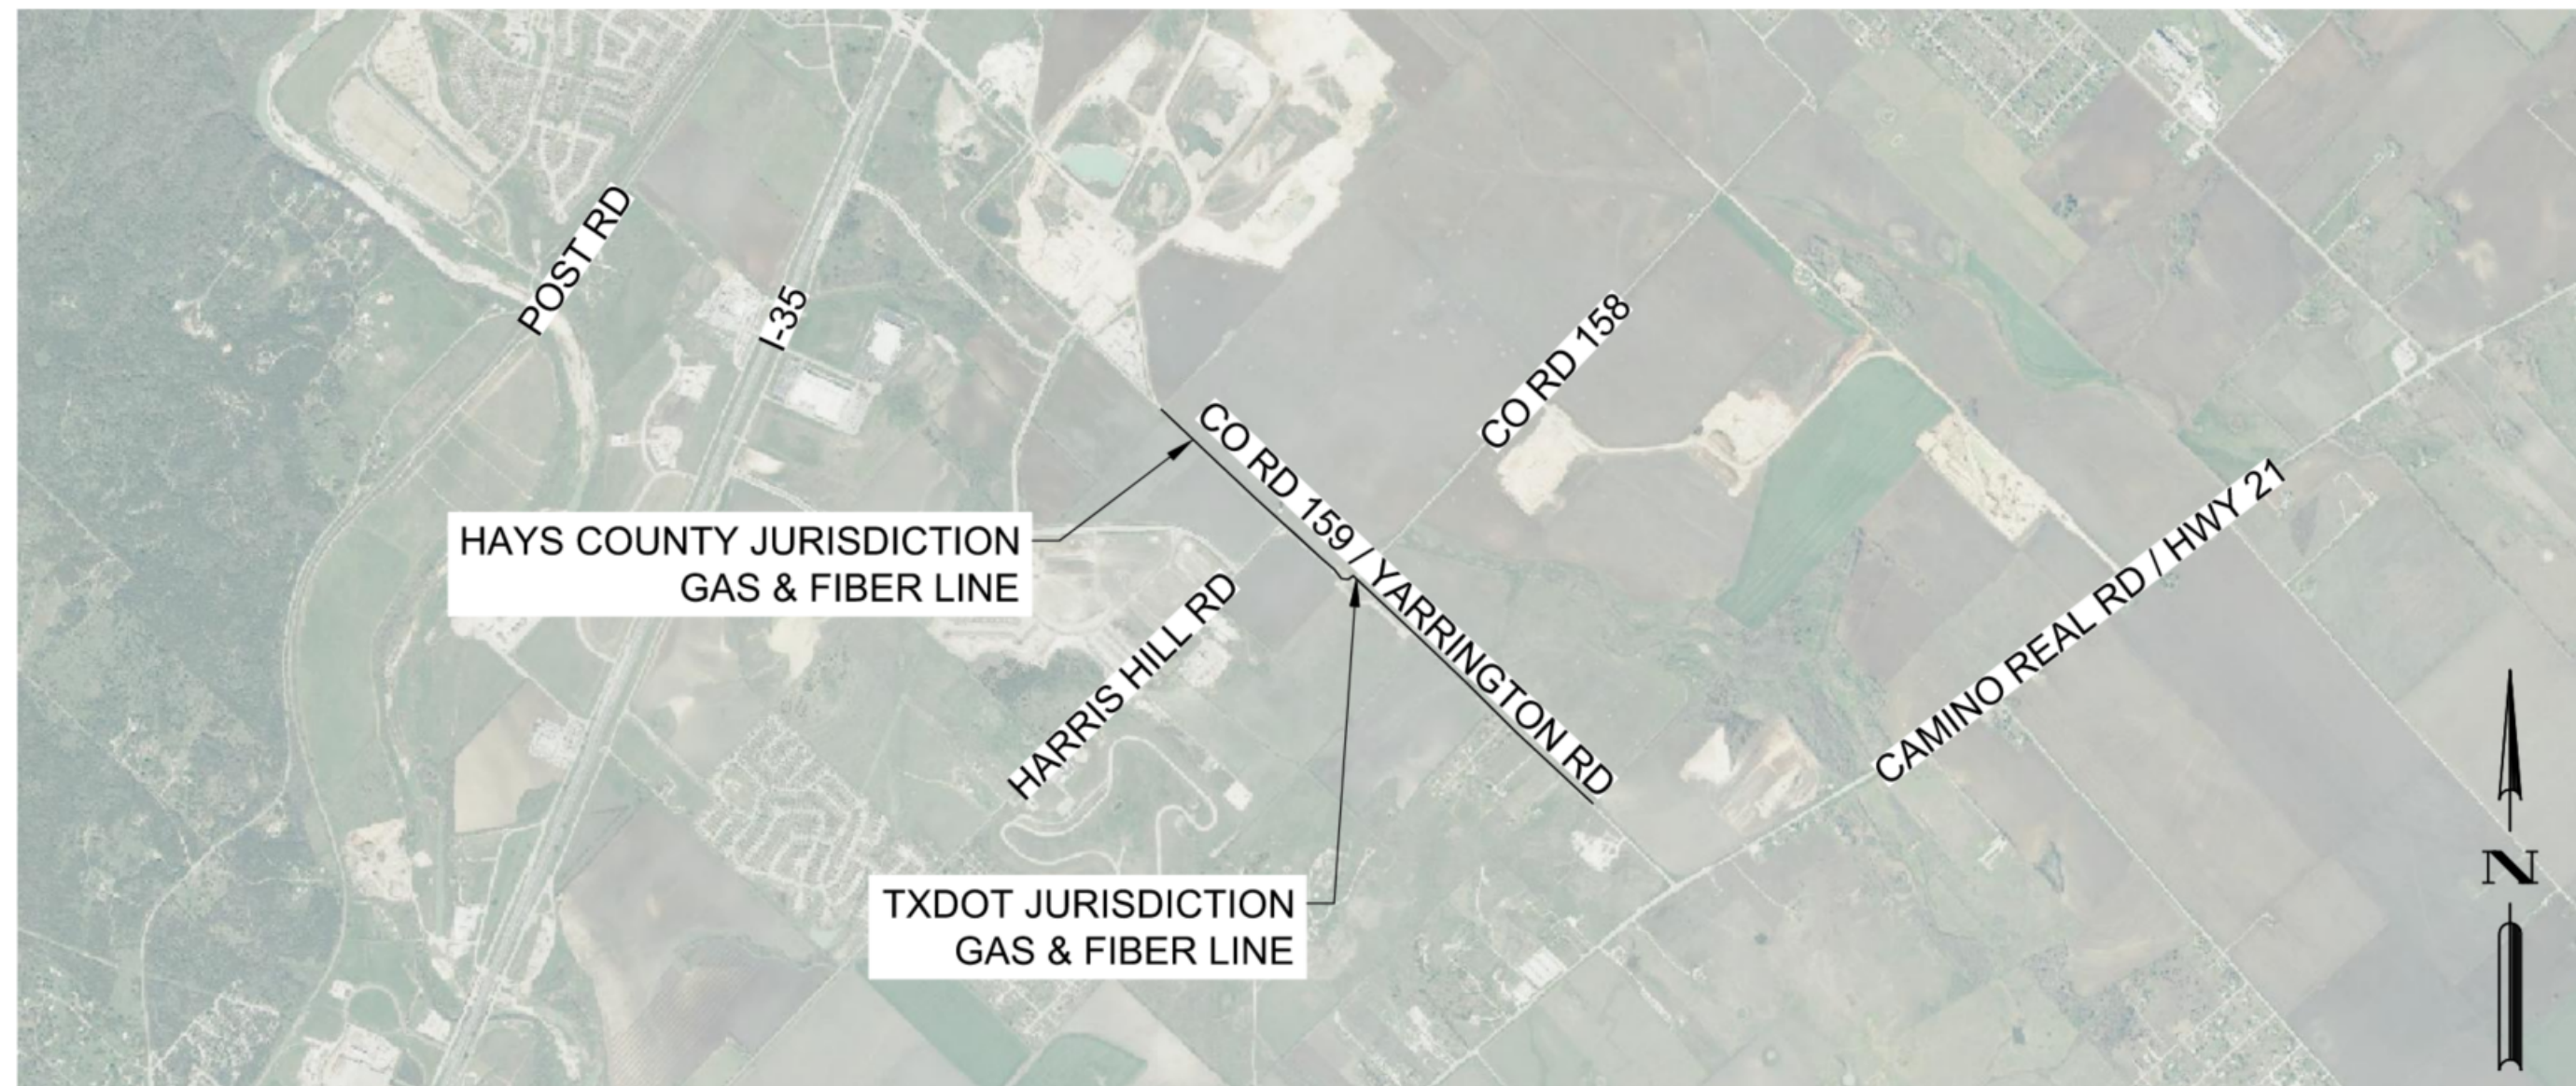 POST RD
I-35
CO RD 158
CO RD 159 / YARRINGTON RD
CAMINO REAL RD / HWY 21
HAYS COUNTY JURISDICTION
GAS & FIBER LINE
HARRIS HILL RD
TXDOT JURISDICTION
GAS & FIBER LINE
N